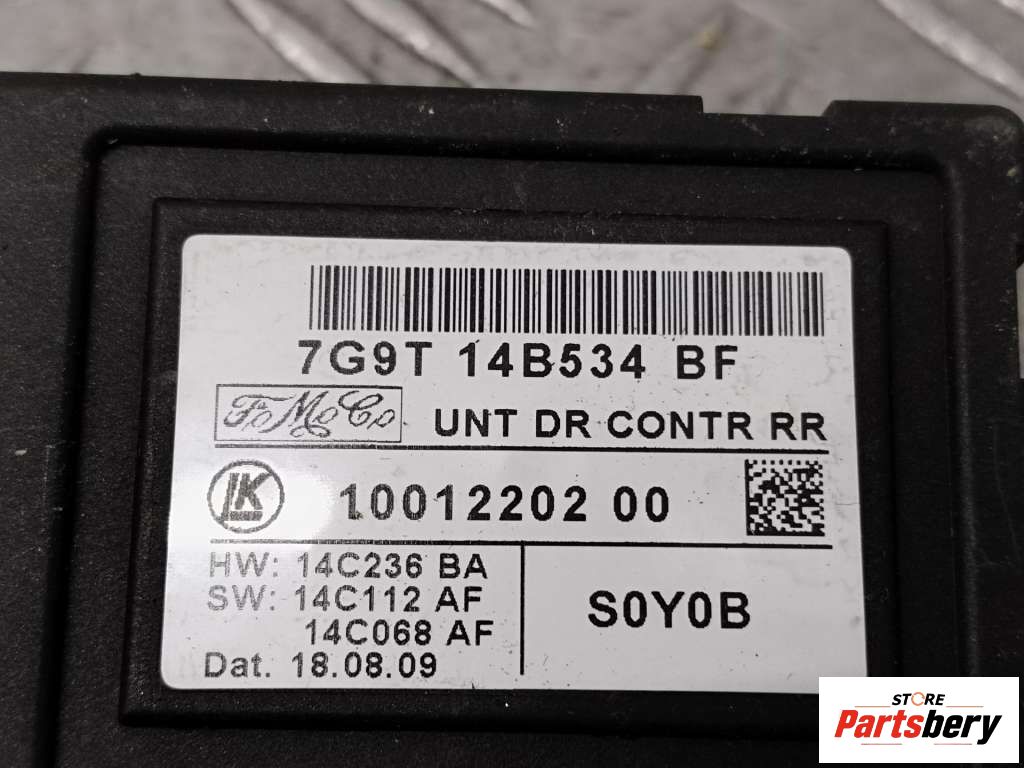 7G9T 14B534 BF
FoMoCo UNT DR CONTR RR
LK 10012202 00
HW: 14C236 BA
SW: 14C112 AF
14C068 AF
Dat. 18.08.09
S0Y0B
STORE
Partsbery